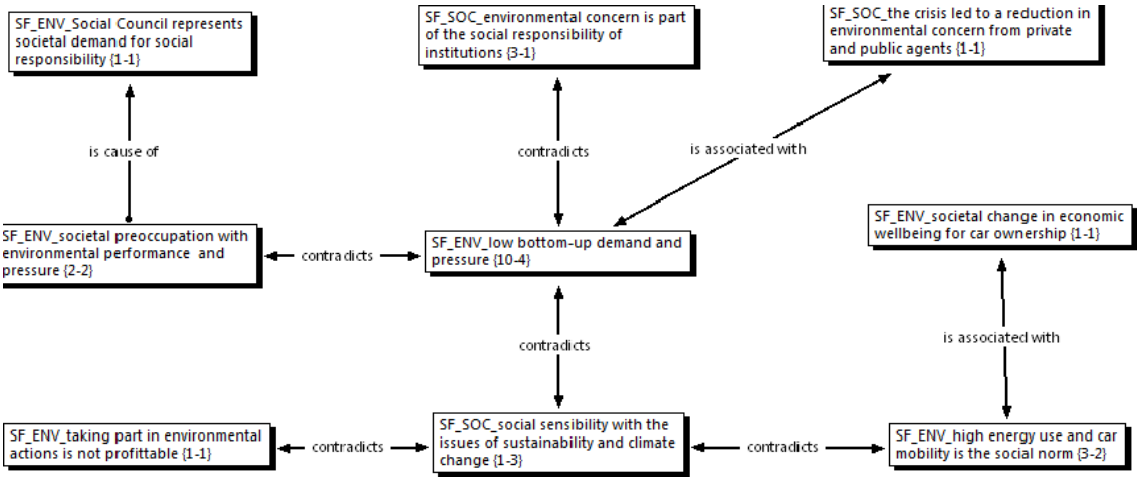 SF_ENV_Social Council represents
societal demand for social
responsibility {1-1}
SF_SOC_environmental concern is part
of the social responsibility of
institutions {3-1}
SF_SOC_the crisis led to a reduction in
environmental concern from private
and public agents {1-1}
is cause of
contradicts
is associated with
SF_ENV_societal preoccupation with
environmental performance and
pressure {2-2}
contradicts
SF_ENV_low bottom-up demand and
pressure {10-4}
SF_ENV_societal change in economic
wellbeing for car ownership {1-1}
contradicts
is associated with
SF_ENV_taking part in environmental
actions is not profittable {1-1}
contradicts
SF_SOC_social sensibility with the
issues of sustainability and climate
change {1-3}
contradicts
SF_ENV_high energy use and car
mobility is the social norm {3-2}